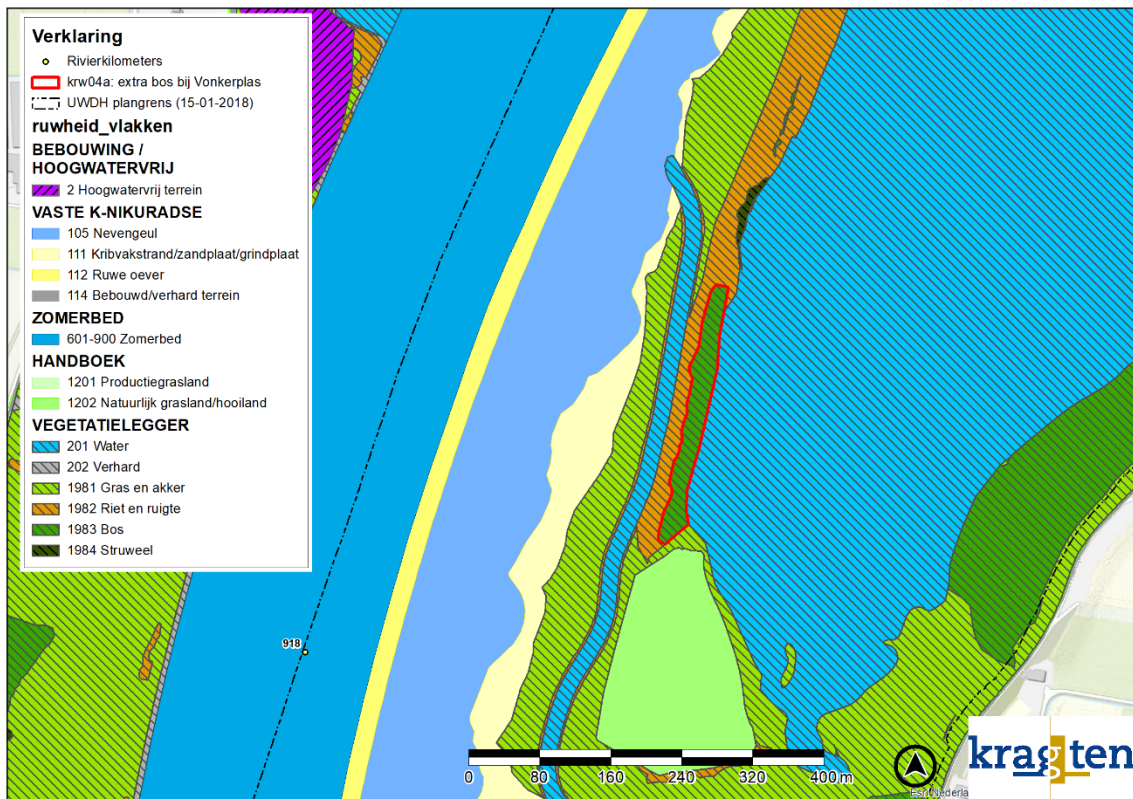 Verklaring
Rivierkilometers
krw04a: extra bos bij Vonkerplas
UWDH plangrens (15-01-2018)
ruwheid_vlakken
BEBOUWING /
HOOGWATERVRIJ
2 Hoogwatervrij terrein
VASTE K-NIKURADSE
105 Nevengeul
111 Kribvakstrand/zandplaat/grindplaat
112 Ruwe oever
114 Bebouwd/verhard terrein
ZOMERBED
601-900 Zomerbed
HANDBOEK
1201 Productiegrasland
1202 Natuurlijk grasland/hooiland
VEGETATIELEGGER
201 Water
202 Verhard
1981 Gras en akker
1982 Riet en ruigte
1983 Bos
1984 Struweel
918
0 80 160 240 320 400 m
kragten
Esri Nederla